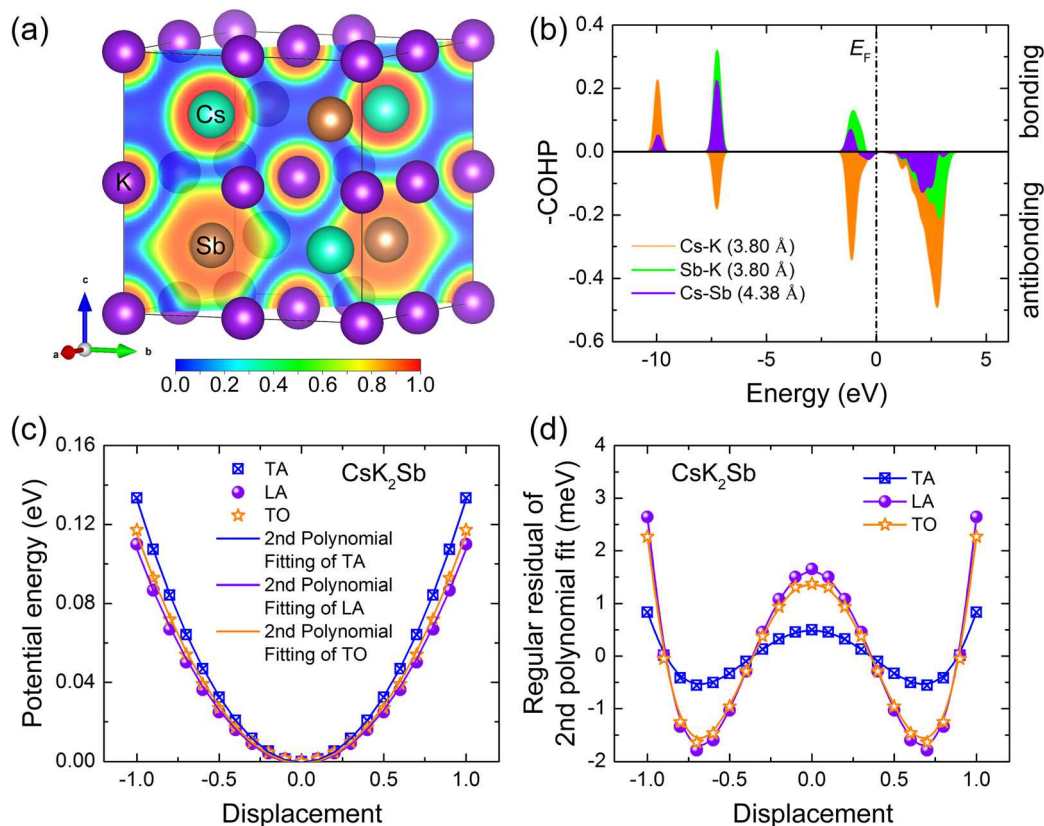 (a)
Cs
K
Sb
c
a
b
0.0 0.2 0.4 0.6 0.8 1.0
(b)
E_F
0.4
0.2
0.0
-0.2
-0.4
-0.6
-COHP
bonding
antibonding
Cs-K (3.80 Å)
Sb-K (3.80 Å)
Cs-Sb (4.38 Å)
-10 -5 0 5
Energy (eV)
(c)
0.16
0.12
0.08
0.04
0.00
Potential energy (eV)
TA
LA
TO
2nd Polynomial
Fitting of TA
2nd Polynomial
Fitting of LA
2nd Polynomial
Fitting of TO
CsK₂Sb
-1.0 -0.5 0.0 0.5 1.0
Displacement
(d)
4
3
2
1
0
-1
-2
Regular residual of
2nd polynomial fit (meV)
CsK₂Sb
TA
LA
TO
-1.0 -0.5 0.0 0.5 1.0
Displacement